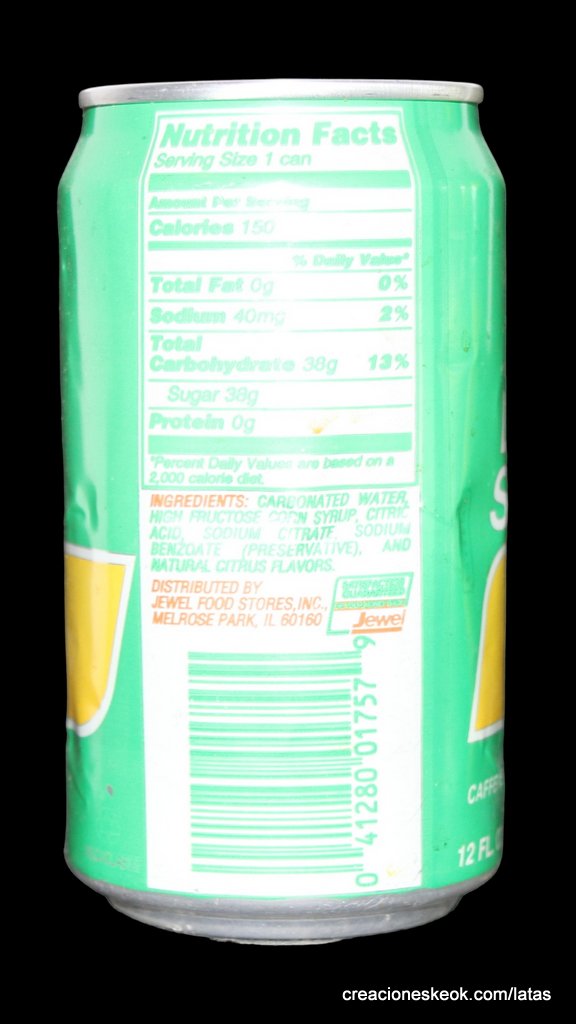 Nutrition Facts
Serving Size 1 can
Amount Per Serving
Calories 150
% Daily Value*
Total Fat 0g 0%
Sodium 40mg 2%
Total
Carbohydrate 38g 13%
Sugar 38g
Protein 0g
*Percent Daily Values are based on a
2,000 calorie diet.
INGREDIENTS: CARBONATED WATER,
HIGH FRUCTOSE CORN SYRUP, CITRIC
ACID, SODIUM CITRATE, SODIUM
BENZOATE (PRESERVATIVE), AND
NATURAL CITRUS FLAVORS.
DISTRIBUTED BY
JEWEL FOOD STORES, INC.,
MELROSE PARK, IL 60160
SATISFACTION
GUARANTEED
Jewel
0 41280 01757 9
RECYCLABLE
S
CAFFE
12 FL.
creacioneskeok.com/latas